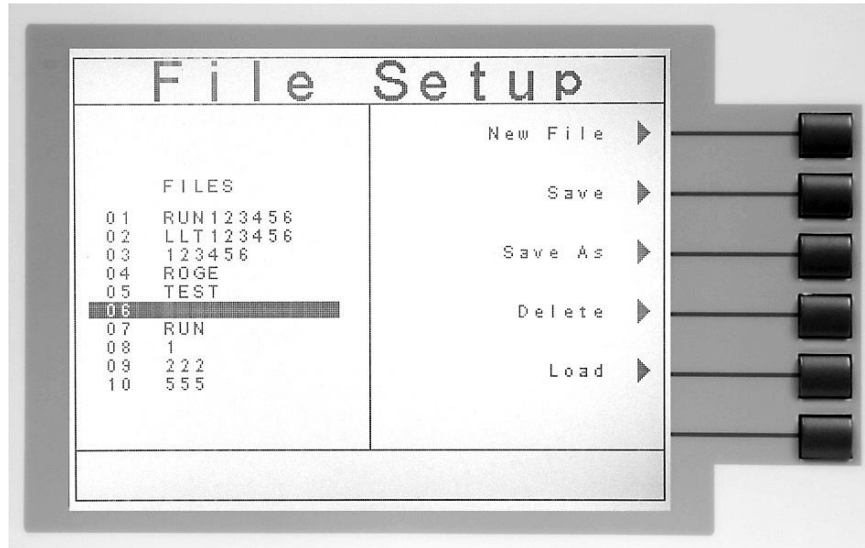 File Setup
FILES
01 RUN123456
02 LLT123456
03 123456
04 ROGE
05 TEST
06
07 RUN
08 1
09 222
10 555
New File
Save
Save As
Delete
Load